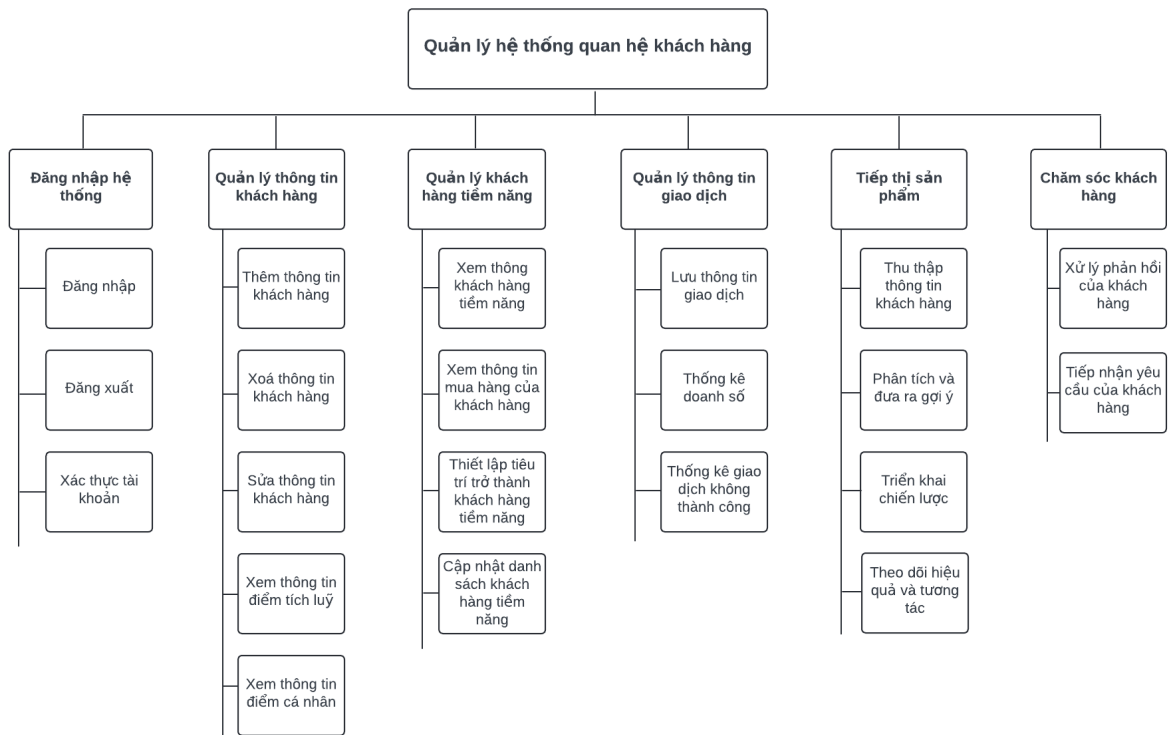 Quản lý hệ thống quan hệ khách hàng
Đăng nhập hệ
thống
Quản lý thông tin
khách hàng
Quản lý khách
hàng tiềm năng
Quản lý thông tin
giao dịch
Tiếp thị sản
phẩm
Chăm sóc khách
hàng
Đăng nhập
Đăng xuất
Xác thực tài
khoản
Thêm thông tin
khách hàng
Xoá thông tin
khách hàng
Sửa thông tin
khách hàng
Xem thông tin
điểm tích luỹ
Xem thông tin
điểm cá nhân
Xem thông
khách hàng
tiềm năng
Xem thông tin
mua hàng của
khách hàng
Thiết lập tiêu
trí trở thành
khách hàng
tiềm năng
Cập nhật danh
sách khách
hàng tiềm
năng
Lưu thông tin
giao dịch
Thống kê
doanh số
Thống kê giao
dịch không
thành công
Thu thập
thông tin
khách hàng
Phân tích và
đưa ra gợi ý
Triển khai
chiến lược
Theo dõi hiệu
quả và tương
tác
Xử lý phản hồi
của khách
hàng
Tiếp nhận yêu
cầu của khách
hàng